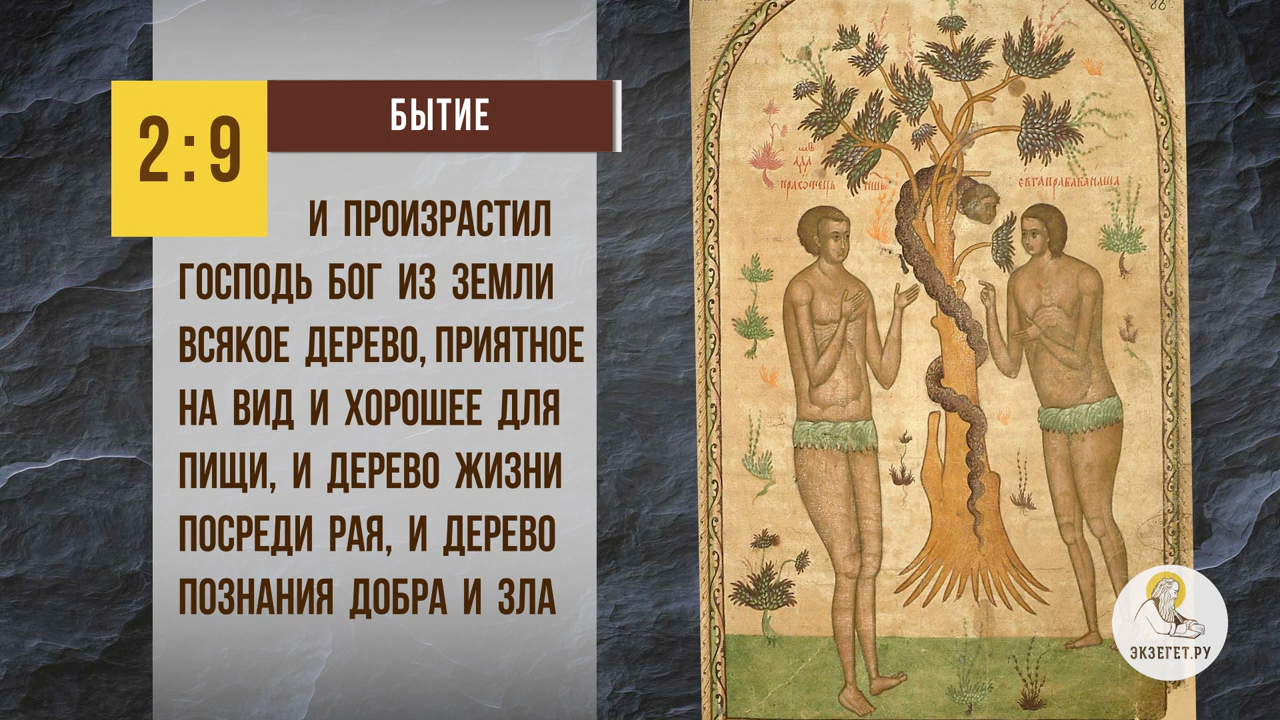 2:9
БЫТИЕ
И ПРОИЗРАСТИЛ
ГОСПОДЬ БОГ ИЗ ЗЕМЛИ
ВСЯКОЕ ДЕРЕВО, ПРИЯТНОЕ
НА ВИД И ХОРОШЕЕ ДЛЯ
ПИЩИ, И ДЕРЕВО ЖИЗНИ
ПОСРЕДИ РАЯ, И ДЕРЕВО
ПОЗНАНИЯ ДОБРА И ЗЛА
ЭКЗЕГЕТ.РУ